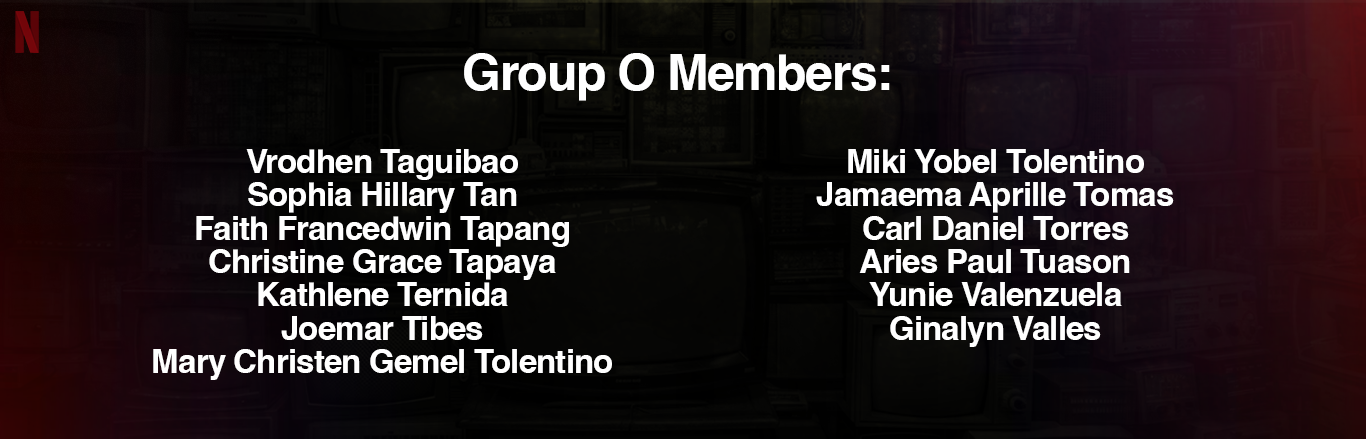 N
Group O Members:
Vrodhen Taguibao
Sophia Hillary Tan
Faith Francedwin Tapang
Christine Grace Tapaya
Kathlene Ternida
Joemar Tibes
Mary Christen Gemel Tolentino
Miki Yobel Tolentino
Jamaema Aprille Tomas
Carl Daniel Torres
Aries Paul Tuason
Yunie Valenzuela
Ginalyn Valles